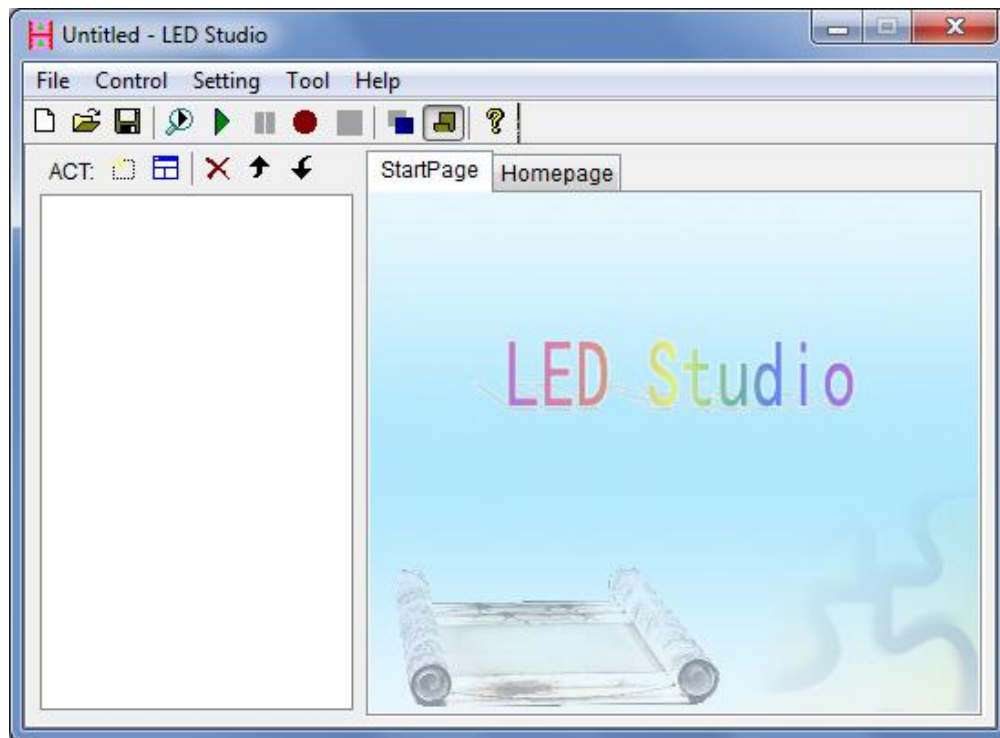 Untitled - LED Studio
File Control Setting Tool Help
ACT:
StartPage Homepage
LED Studio